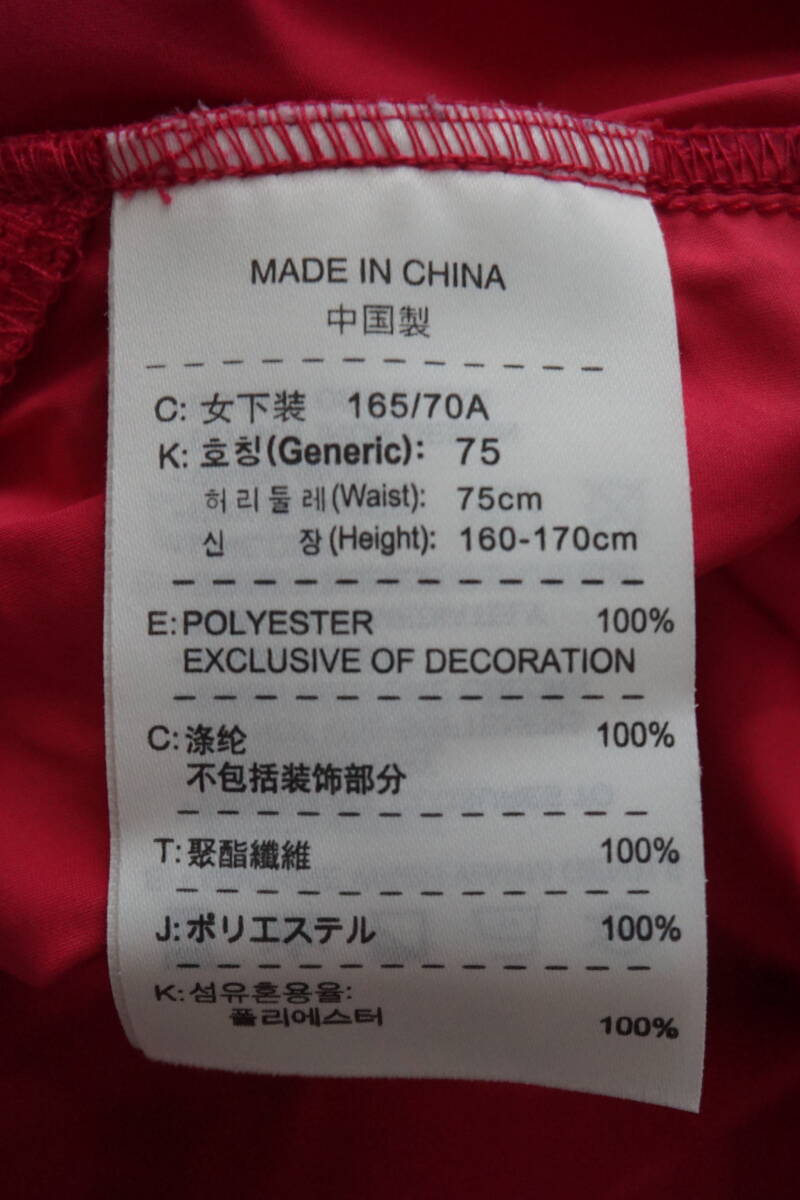 MADE IN CHINA
中国製
C: 女下装 165/70A
K: 호칭(Generic): 75
허리둘레(Waist): 75cm
신 장(Height): 160-170cm
E: POLYESTER 100%
EXCLUSIVE OF DECORATION
C: 涤纶 100%
不包括装饰部分
T: 聚酯纖維 100%
J: ポリエステル 100%
K: 섬유혼용율:
폴리에스터 100%